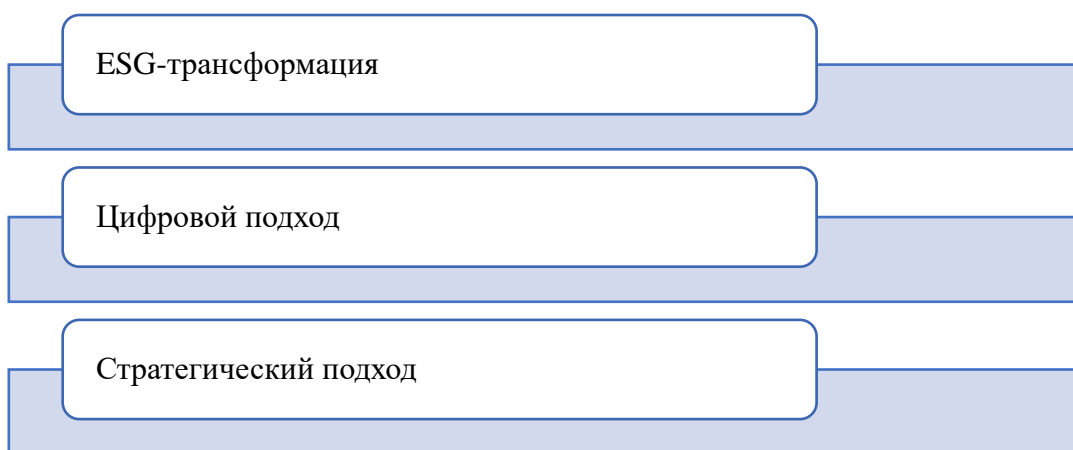 ESG-трансформация
Цифровой подход
Стратегический подход